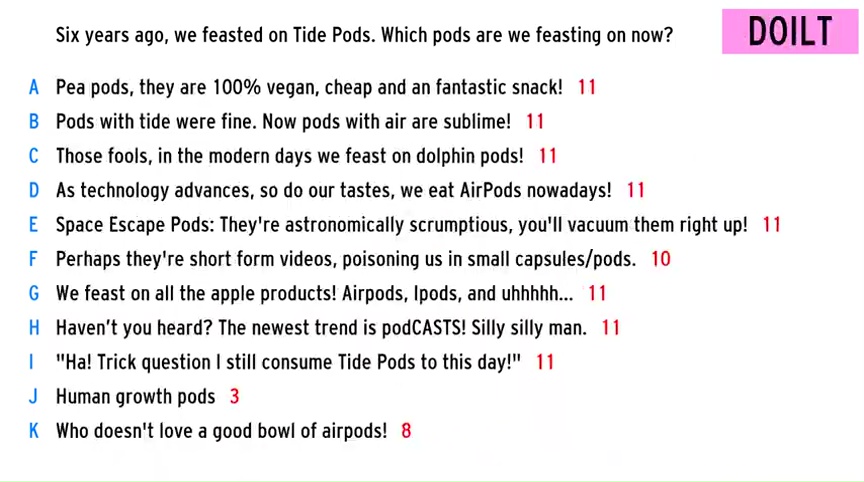 Six years ago, we feasted on Tide Pods. Which pods are we feasting on now?
DOILT
A Pea pods, they are 100% vegan, cheap and an fantastic snack! 11
B Pods with tide were fine. Now pods with air are sublime! 11
C Those fools, in the modern days we feast on dolphin pods! 11
D As technology advances, so do our tastes, we eat AirPods nowadays! 11
E Space Escape Pods: They're astronomically scrumptious, you'll vacuum them right up! 11
F Perhaps they're short form videos, poisoning us in small capsules/pods. 10
G We feast on all the apple products! Airpods, Ipods, and uhhhhh... 11
H Haven’t you heard? The newest trend is podCASTS! Silly silly man. 11
I "Ha! Trick question I still consume Tide Pods to this day!" 11
J Human growth pods 3
K Who doesn't love a good bowl of airpods! 8